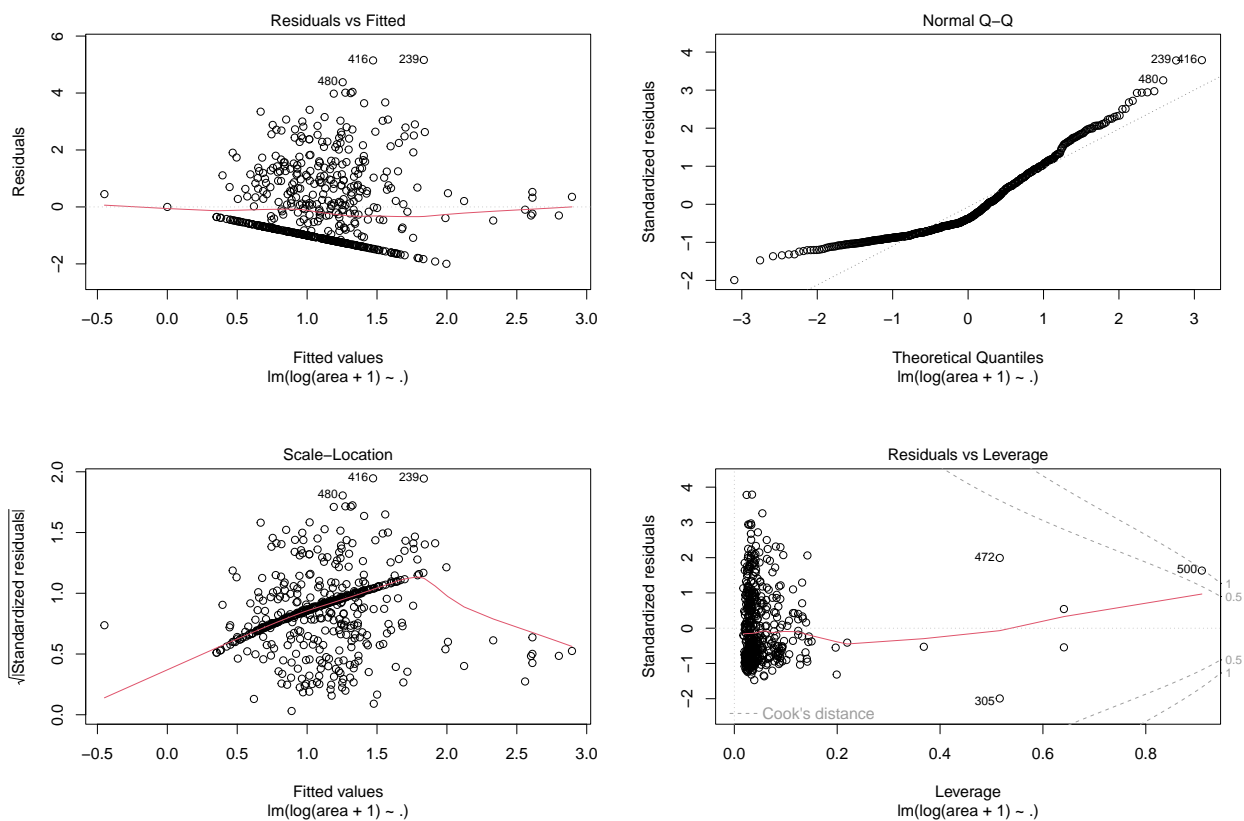 Residuals vs Fitted
Residuals
6
4
2
0
−2
416
239
480
−0.5 0.0 0.5 1.0 1.5 2.0 2.5 3.0
Fitted values
lm(log(area + 1) ~ .)
Normal Q−Q
Standardized residuals
4
3
2
1
0
−1
−2
239
416
480
−3 −2 −1 0 1 2 3
Theoretical Quantiles
lm(log(area + 1) ~ .)
Scale−Location
√|Standardized residuals|
2.0
1.5
1.0
0.5
0.0
416
239
480
−0.5 0.0 0.5 1.0 1.5 2.0 2.5 3.0
Fitted values
lm(log(area + 1) ~ .)
Residuals vs Leverage
Standardized residuals
4
3
2
1
0
−1
−2
472
500
305
1
0.5
0.5
1
Cook's distance
0.0 0.2 0.4 0.6 0.8
Leverage
lm(log(area + 1) ~ .)